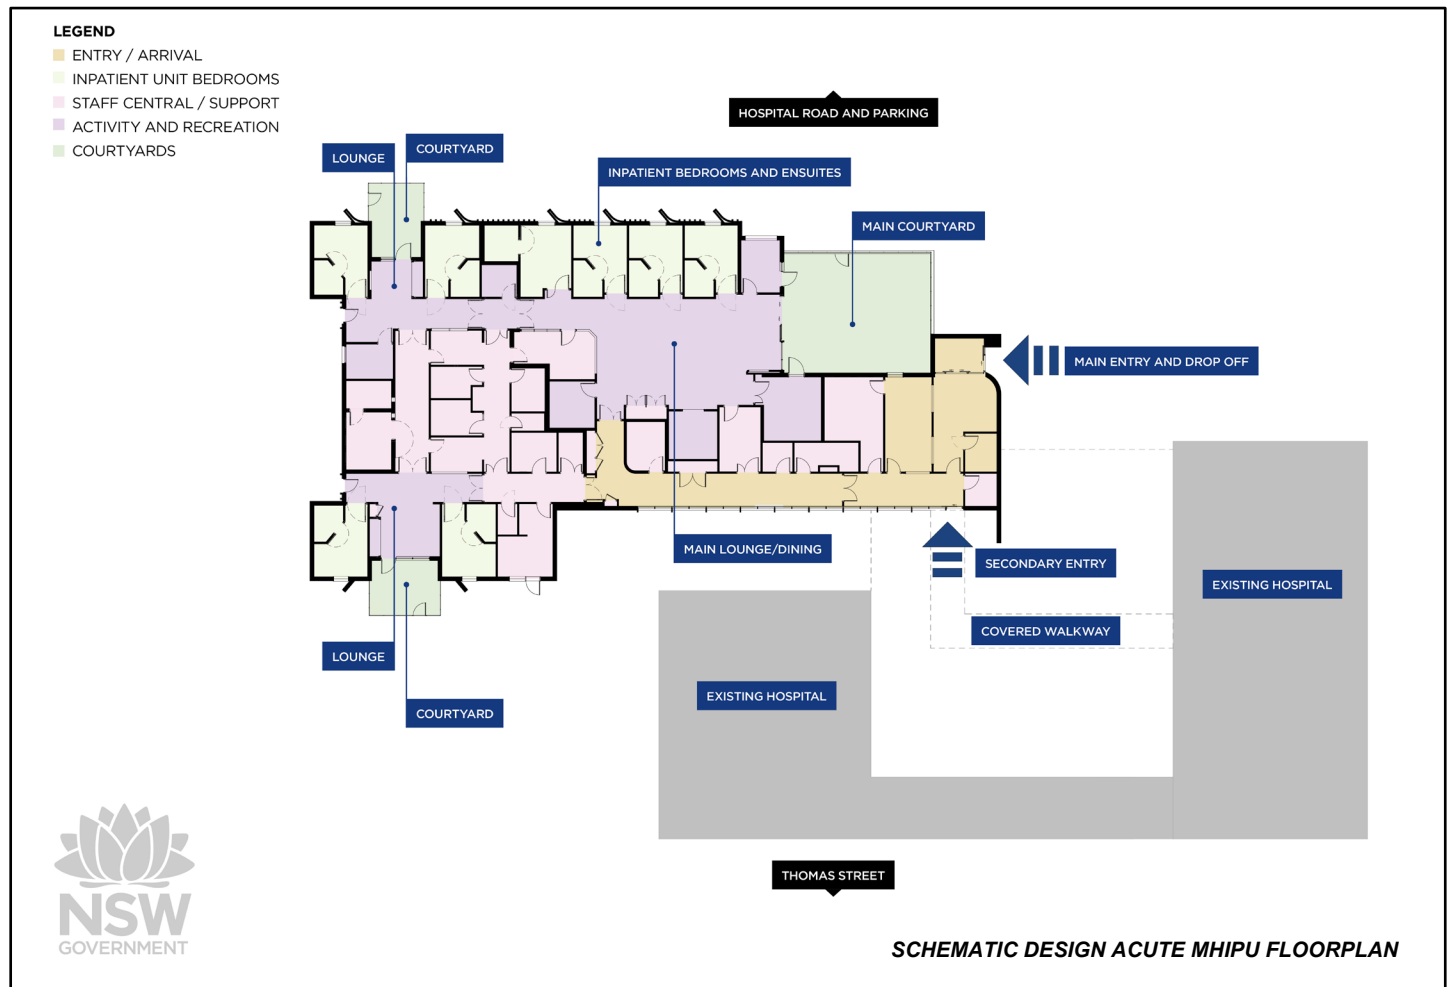 LEGEND
ENTRY / ARRIVAL
INPATIENT UNIT BEDROOMS
STAFF CENTRAL / SUPPORT
ACTIVITY AND RECREATION
COURTYARDS
HOSPITAL ROAD AND PARKING
LOUNGE
COURTYARD
INPATIENT BEDROOMS AND ENSUITES
MAIN COURTYARD
MAIN ENTRY AND DROP OFF
MAIN LOUNGE/DINING
SECONDARY ENTRY
EXISTING HOSPITAL
COVERED WALKWAY
LOUNGE
EXISTING HOSPITAL
COURTYARD
THOMAS STREET
NSW
GOVERNMENT
SCHEMATIC DESIGN ACUTE MHIPU FLOORPLAN